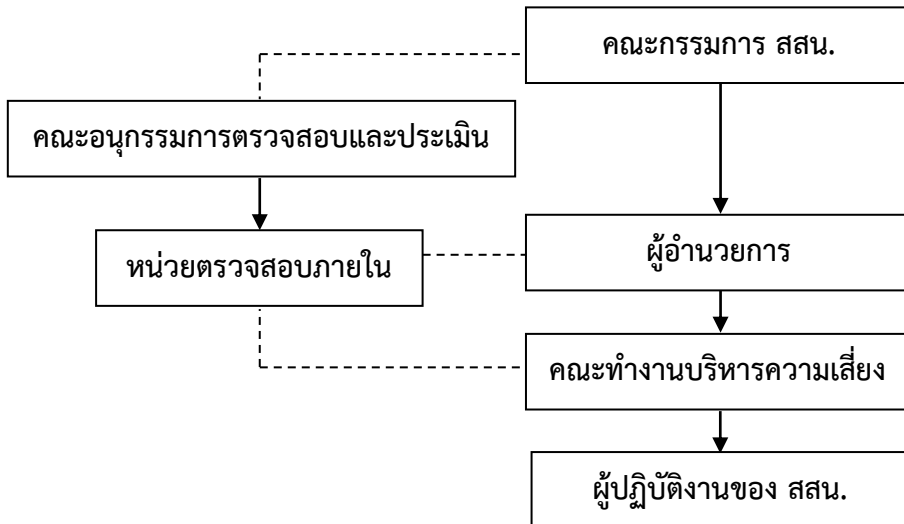 คณะกรรมการ สสน.
คณะอนุกรรมการตรวจสอบและประเมิน
หน่วยตรวจสอบภายใน
ผู้อำนวยการ
คณะทำงานบริหารความเสี่ยง
ผู้ปฏิบัติงานของ สสน.